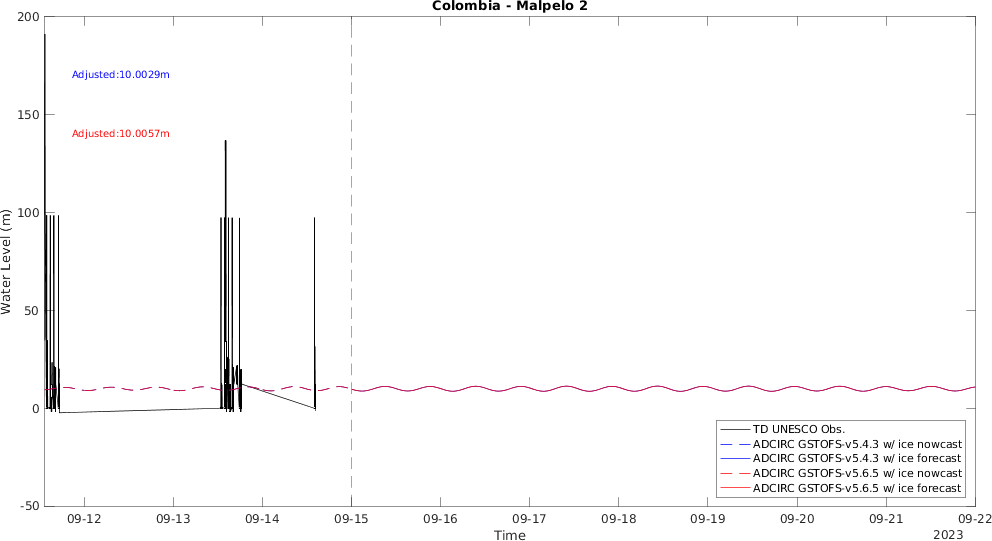 Colombia - Malpelo 2
200
150
100
50
0
-50
Water Level (m)
Adjusted:10.0029m
Adjusted:10.0057m
TD UNESCO Obs.
ADCIRC GSTOFS-v5.4.3 w/ ice nowcast
ADCIRC GSTOFS-v5.4.3 w/ ice forecast
ADCIRC GSTOFS-v5.6.5 w/ ice nowcast
ADCIRC GSTOFS-v5.6.5 w/ ice forecast
09-12 09-13 09-14 09-15 09-16 09-17 09-18 09-19 09-20 09-21 09-22
Time
2023